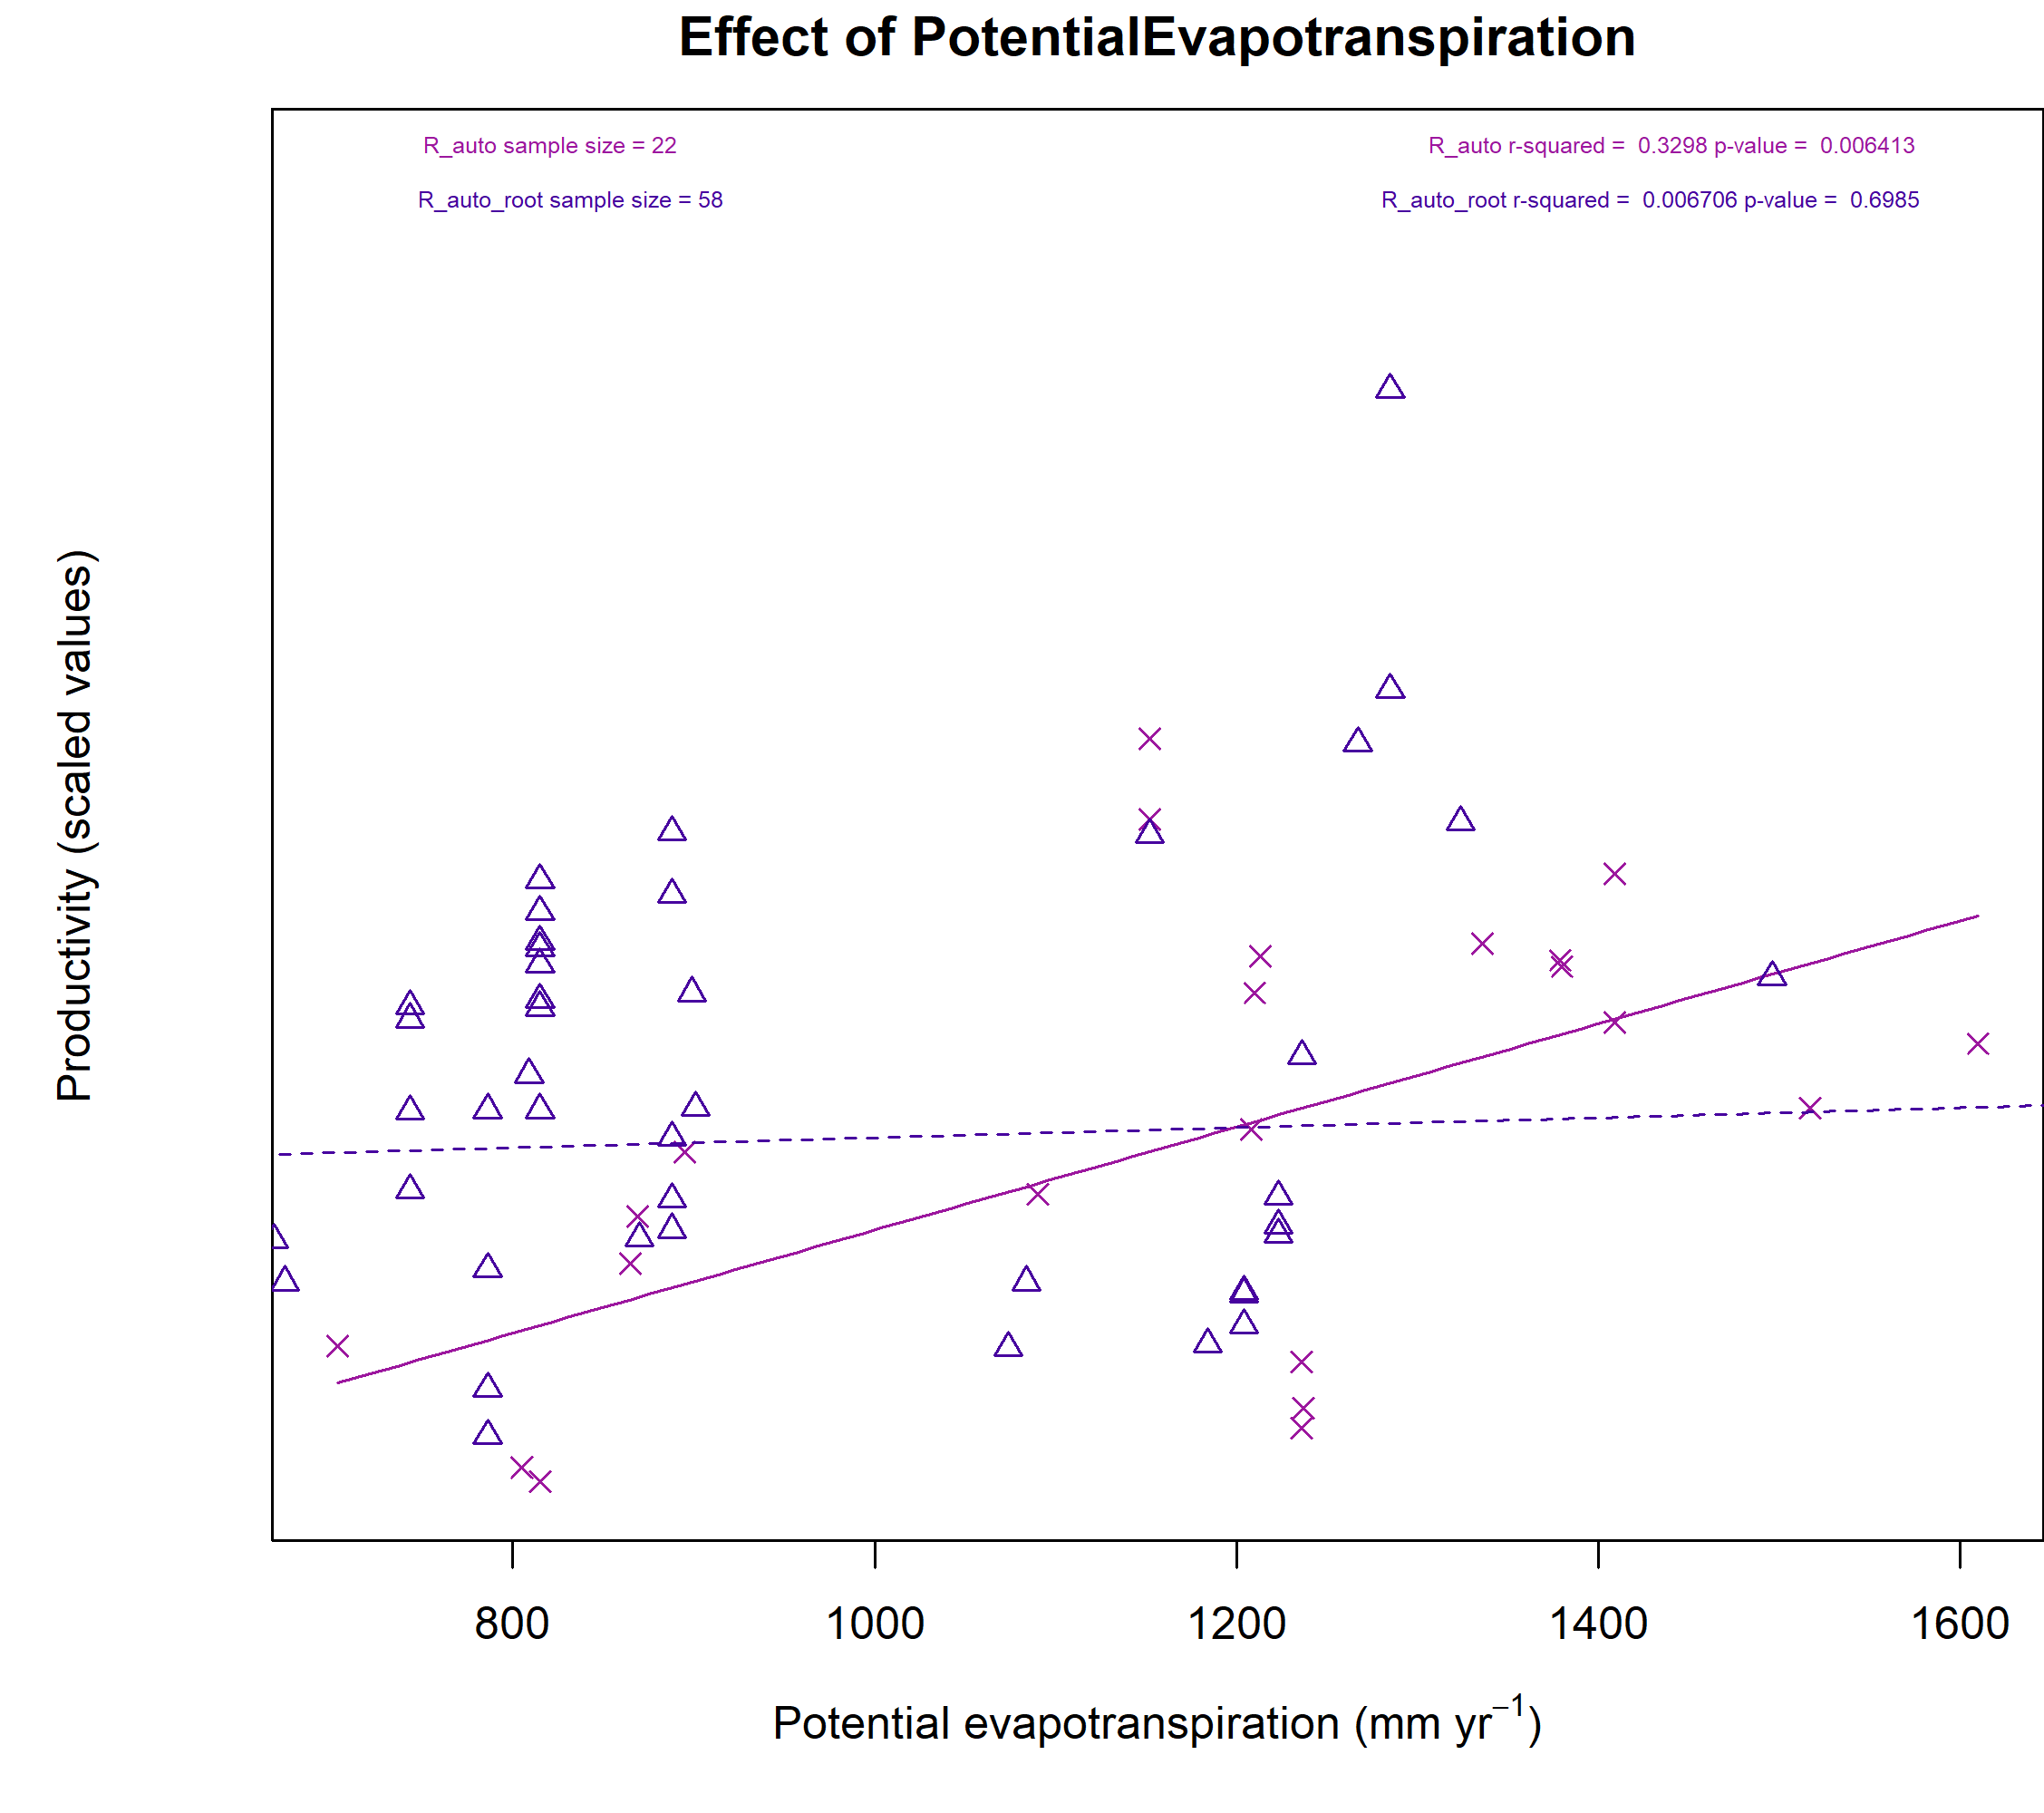 Effect of PotentialEvapotranspiration
R_auto sample size = 22
R_auto r-squared =  0.3298 p-value =  0.006413
R_auto_root sample size = 58
R_auto_root r-squared =  0.006706 p-value =  0.6985
Productivity (scaled values)
800 1000 1200 1400 1600
Potential evapotranspiration (mm yr⁻¹)